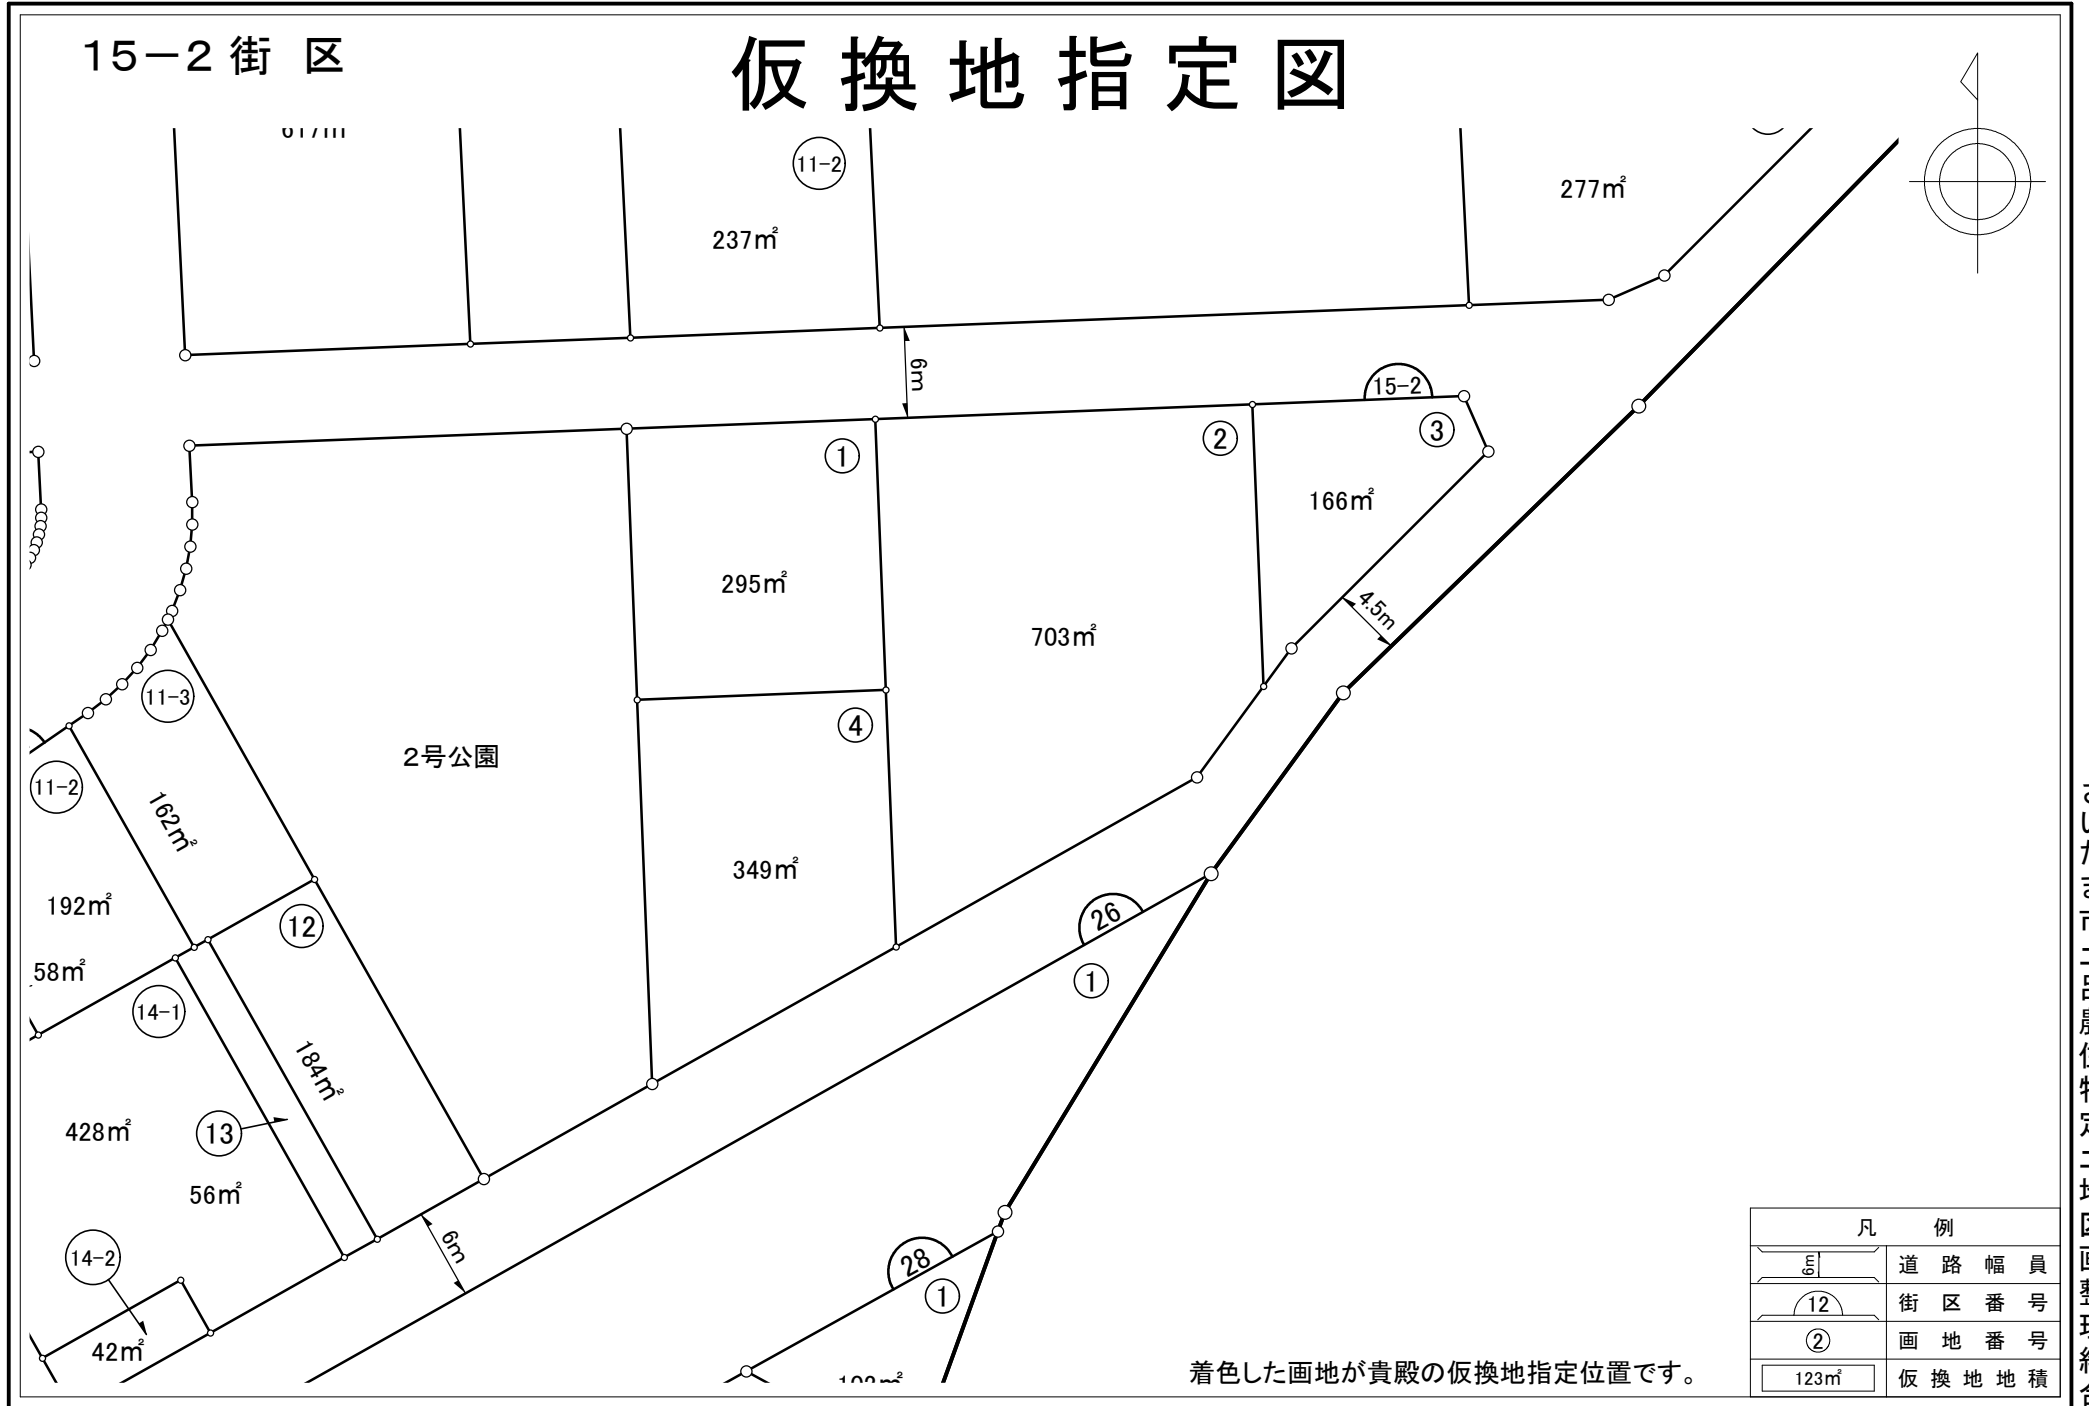 15−2 街 区
仮換地指定図
11-2
277㎡
237㎡
6m
15-2
①
②
③
166㎡
295㎡
4.5m
703㎡
11-3
④
2号公園
11-2
162㎡
349㎡
192㎡
12
26
58㎡
①
14-1
184㎡
428㎡
13
56㎡
6m
14-2
28
①
42㎡
着色した画地が貴殿の仮換地指定位置です。
凡 例
6m 道路幅員
12 街区番号
② 画地番号
123㎡ 仮換地地積